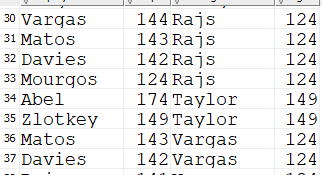 30 Vargas 144 Rajs 124
31 Matos 143 Rajs 124
32 Davies 142 Rajs 124
33 Mourgos 124 Rajs 124
34 Abel 174 Taylor 149
35 Zlotkey 149 Taylor 149
36 Matos 143 Vargas 124
37 Davies 142 Vargas 124